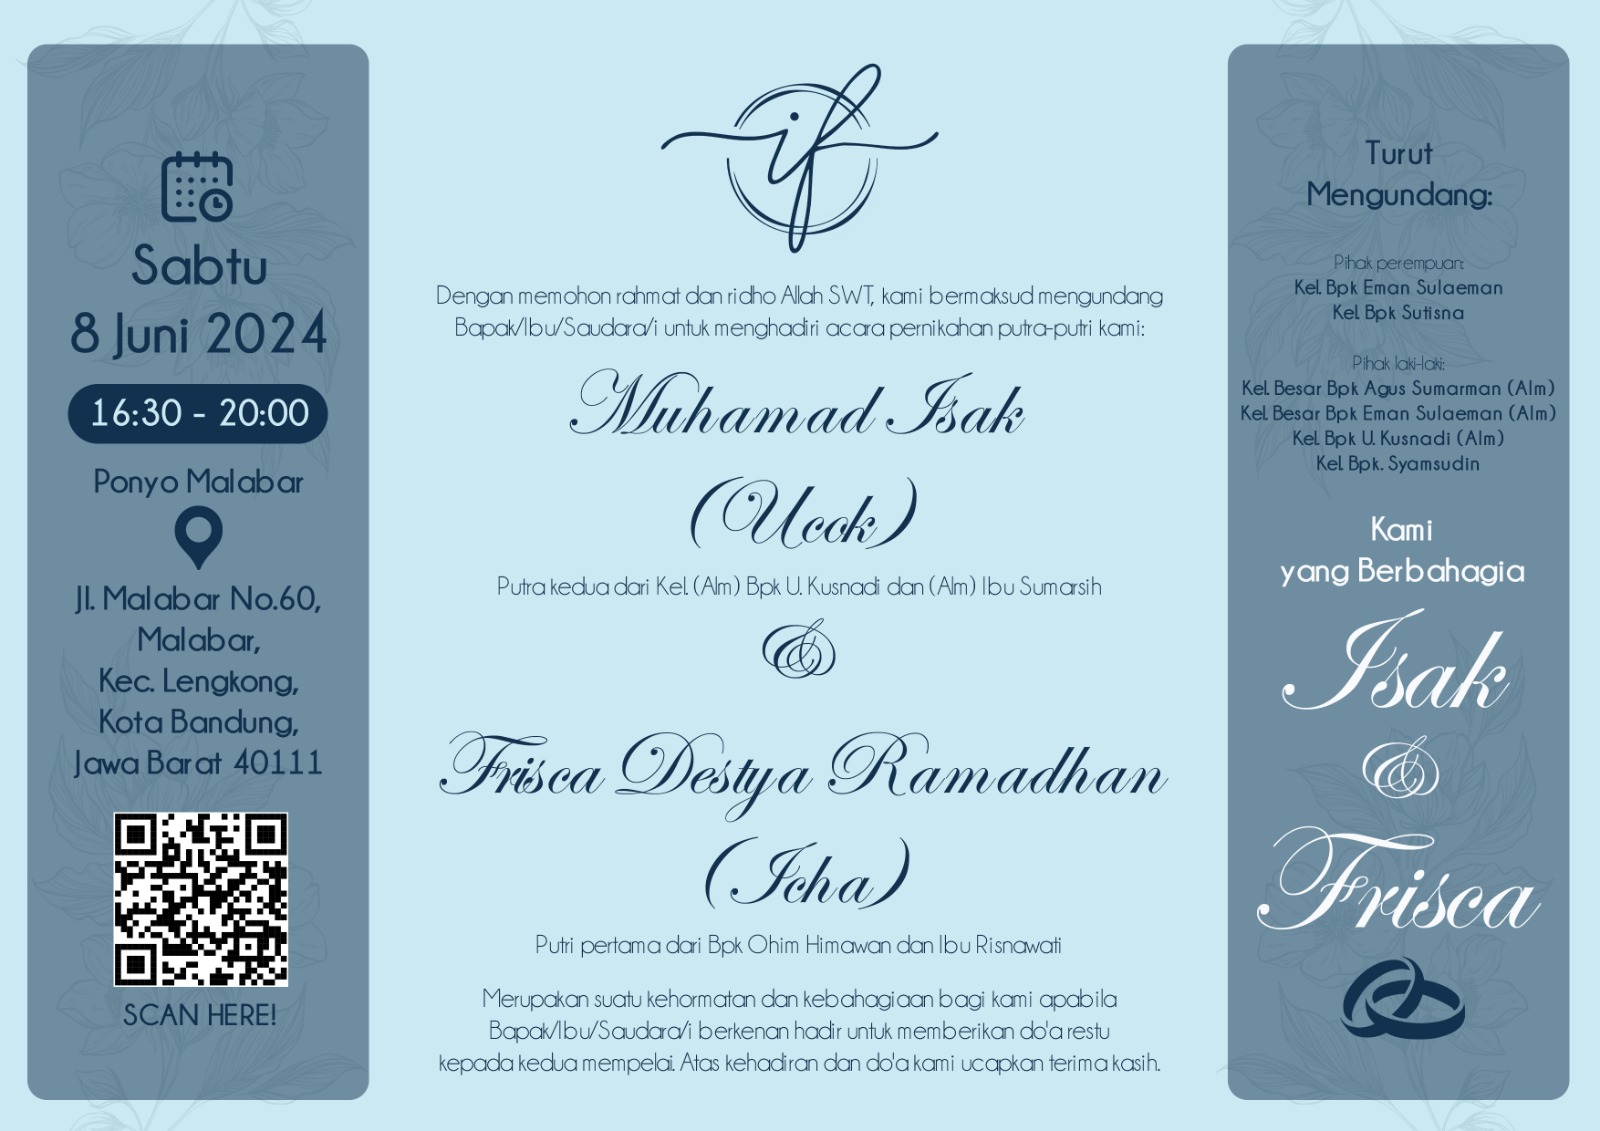 Sabtu
8 Juni 2024
16:30 - 20:00
Ponyo Malabar
Jl. Malabar No.60,
Malabar,
Kec. Lengkong,
Kota Bandung,
Jawa Barat 40111
SCAN HERE!
if
Dengan memohon rahmat dan ridho Allah SWT, kami bermaksud mengundang
Bapak/Ibu/Saudara/i untuk menghadiri acara pernikahan putra-putri kami:
Muhamad Isak
(Ucok)
Putra kedua dari Kel. (Alm) Bpk U. Kusnadi dan (Alm) Ibu Sumarsih
&
Frisca Destya Ramadhan
(Icha)
Putri pertama dari Bpk Ohim Himawan dan Ibu Risnawati
Merupakan suatu kehormatan dan kebahagiaan bagi kami apabila
Bapak/Ibu/Saudara/i berkenan hadir untuk memberikan do'a restu
kepada kedua mempelai. Atas kehadiran dan do'a kami ucapkan terima kasih.
Turut
Mengundang:
Pihak perempuan:
Kel. Bpk Eman Sulaeman
Kel. Bpk Sutisna
Pihak laki-laki:
Kel. Besar Bpk Agus Sumarman (Alm)
Kel. Besar Bpk Eman Sulaeman (Alm)
Kel. Bpk U. Kusnadi (Alm)
Kel. Bpk. Syamsudin
Kami
yang Berbahagia
Isak
&
Frisca